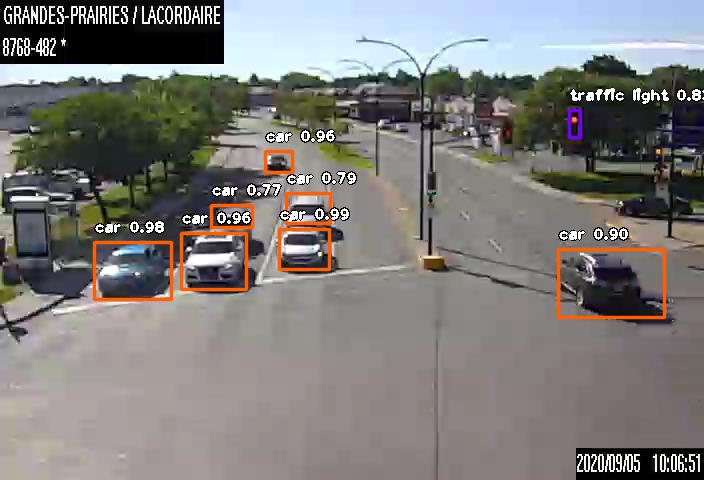 GRANDES-PRAIRIES / LACORDAIRE
8768-482 *
traffic light 0.83
car 0.96
car 0.79
car 0.77
car 0.99
car 0.96
car 0.98
car 0.90
2020/09/05 10:06:51